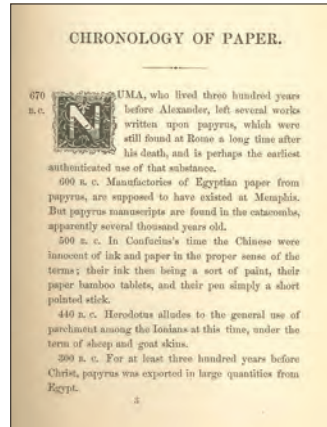 CHRONOLOGY OF PAPER.
670
B. C.
NUMA, who lived three hundred years
before Alexander, left several works
written upon papyrus, which were
still found at Rome a long time after
his death, and is perhaps the earliest
authenticated use of that substance.
600 B. C. Manufactories of Egyptian paper from
papyrus, are supposed to have existed at Memphis.
But papyrus manuscripts are found in the catacombs,
apparently several thousand years old.
500 B. C. In Confucius's time the Chinese were
innocent of ink and paper in the proper sense of the
terms; their ink then being a sort of paint, their
paper bamboo tablets, and their pen simply a short
pointed stick.
440 B. C. Herodotus alludes to the general use of
parchment among the Ionians at this time, under the
term of sheep and goat skins.
300 B. C. For at least three hundred years before
Christ, papyrus was exported in large quantities from
Egypt.
5